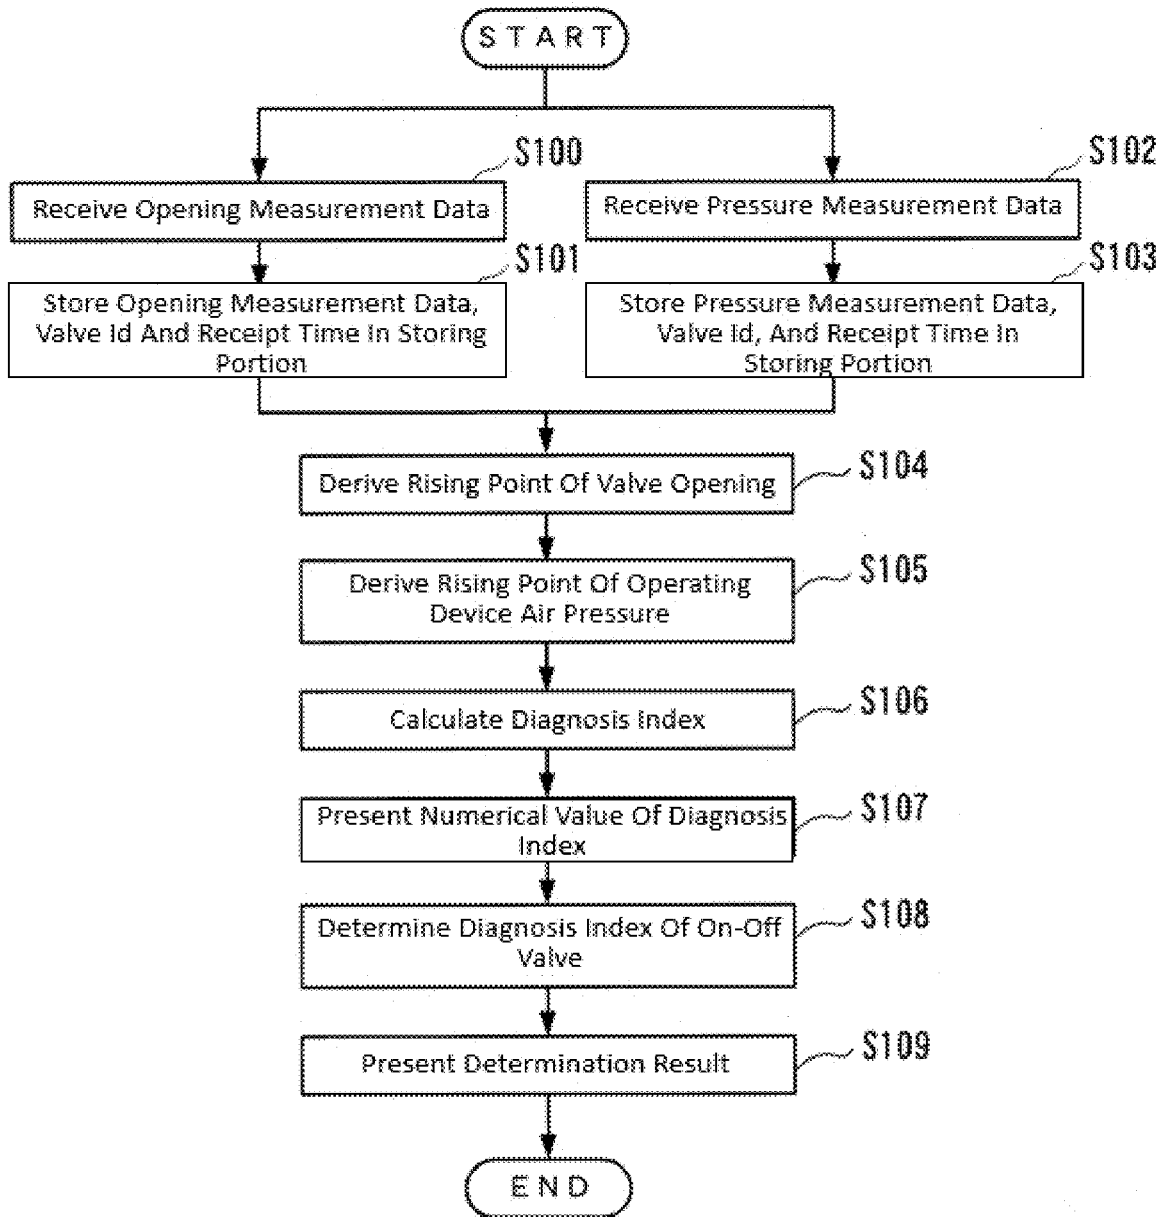 START
S100
Receive Opening Measurement Data
S102
Receive Pressure Measurement Data
S101
Store Opening Measurement Data,
Valve Id And Receipt Time In Storing
Portion
S103
Store Pressure Measurement Data,
Valve Id, And Receipt Time In
Storing Portion
S104
Derive Rising Point Of Valve Opening
S105
Derive Rising Point Of Operating
Device Air Pressure
S106
Calculate Diagnosis Index
S107
Present Numerical Value Of Diagnosis
Index
S108
Determine Diagnosis Index Of On-Off
Valve
S109
Present Determination Result
END